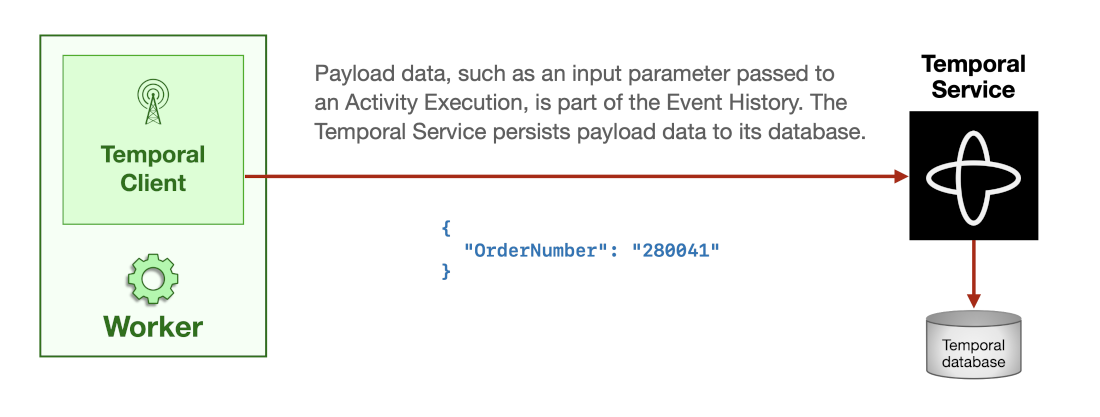 Payload data, such as an input parameter passed to
an Activity Execution, is part of the Event History. The
Temporal Service persists payload data to its database.
Temporal
Service
Temporal
Client
{
"OrderNumber": "280041"
}
Worker
Temporal
database